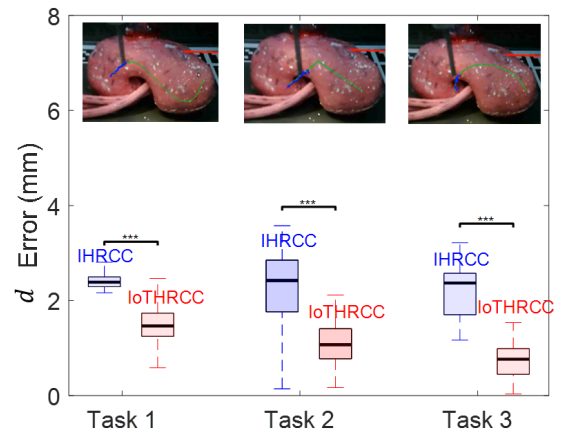 8
6
4
2
0
d Error (mm)
***
IHRCC
IoTHRCC
***
IHRCC
IoTHRCC
***
IHRCC
IoTHRCC
Task 1
Task 2
Task 3